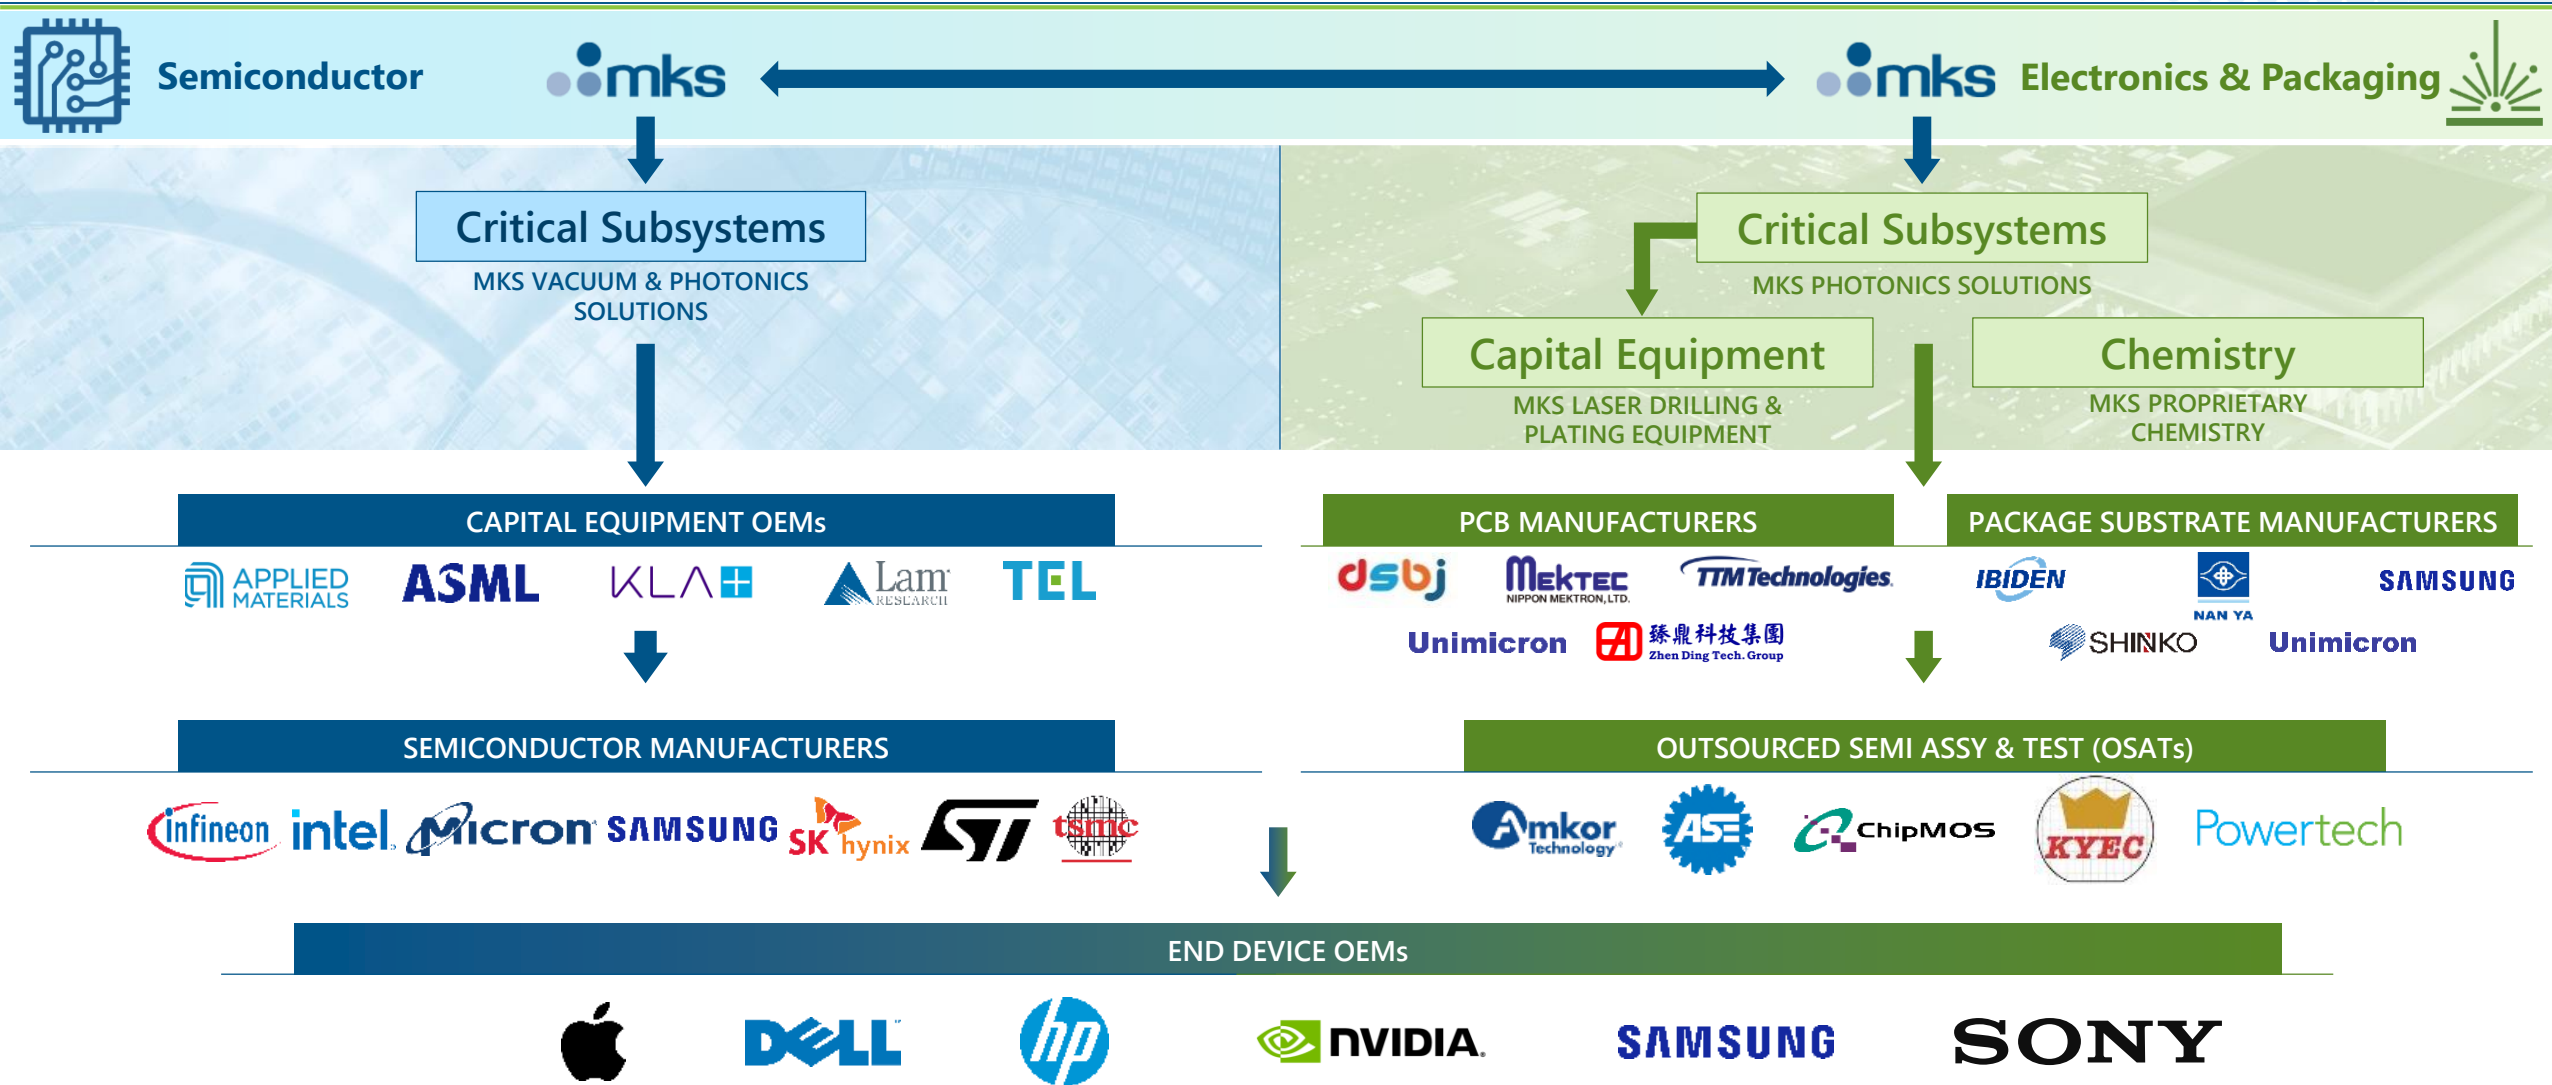 Semiconductor
mks
mks
Electronics & Packaging
Critical Subsystems
MKS VACUUM & PHOTONICS
SOLUTIONS
Critical Subsystems
MKS PHOTONICS SOLUTIONS
Capital Equipment
MKS LASER DRILLING &
PLATING EQUIPMENT
Chemistry
MKS PROPRIETARY
CHEMISTRY
CAPITAL EQUIPMENT OEMs
APPLIED
MATERIALS
ASML
KLA
Lam
RESEARCH
TEL
PCB MANUFACTURERS
dsbj
MEKTEC
NIPPON MEKTRON, LTD.
TTM Technologies.
Unimicron
臻鼎科技集團
Zhen Ding Tech. Group
PACKAGE SUBSTRATE MANUFACTURERS
IBIDEN
NAN YA
SAMSUNG
SHINKO
Unimicron
SEMICONDUCTOR MANUFACTURERS
infineon
intel.
Micron
SAMSUNG
SK hynix
ST
tsmc
OUTSOURCED SEMI ASSY & TEST (OSATs)
Amkor
Technology
ASE
ChipMOS
KYEC
Powertech
END DEVICE OEMs
DELL
hp
NVIDIA.
SAMSUNG
SONY